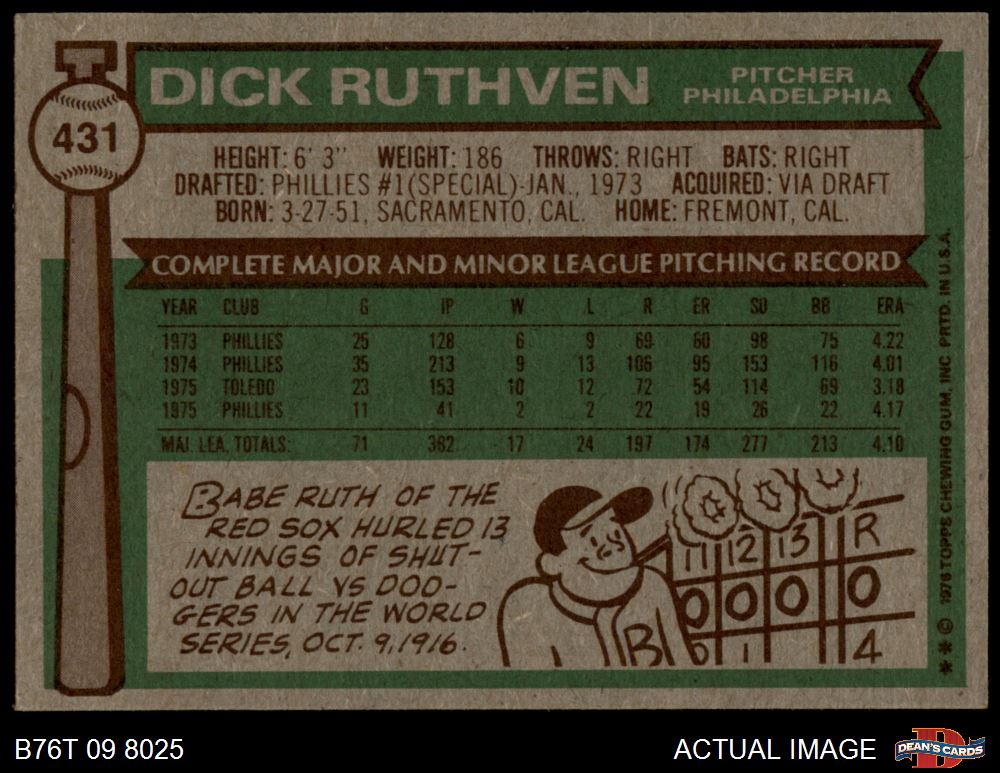 DICK RUTHVEN
PITCHER
PHILADELPHIA
431
HEIGHT: 6' 3" WEIGHT: 186 THROWS: RIGHT BATS: RIGHT
DRAFTED: PHILLIES #1(SPECIAL)-JAN., 1973 ACQUIRED: VIA DRAFT
BORN: 3-27-51, SACRAMENTO, CAL. HOME: FREMONT, CAL.
COMPLETE MAJOR AND MINOR LEAGUE PITCHING RECORD
YEAR CLUB G IP W L R ER SO BB ERA
1973 PHILLIES 25 128 6 9 69 60 98 75 4.22
1974 PHILLIES 35 213 9 13 106 95 153 116 4.01
1975 TOLEDO 23 153 10 12 72 54 114 69 3.18
1975 PHILLIES 11 41 2 2 22 19 26 22 4.17
MAJ. LEA. TOTALS: 71 382 17 24 197 174 277 213 4.10
BABE RUTH OF THE
RED SOX HURLED 13
INNINGS OF SHUT-
OUT BALL VS DOD-
GERS IN THE WORLD
SERIES, OCT. 9, 1916.
11 12 13 R
0 0 0 0
0 1 4
B
* * © 1976 TOPPS CHEWING GUM, INC PRTD. IN U.S.A.
B76T 09 8025
ACTUAL IMAGE
D
DEAN'S CARDS